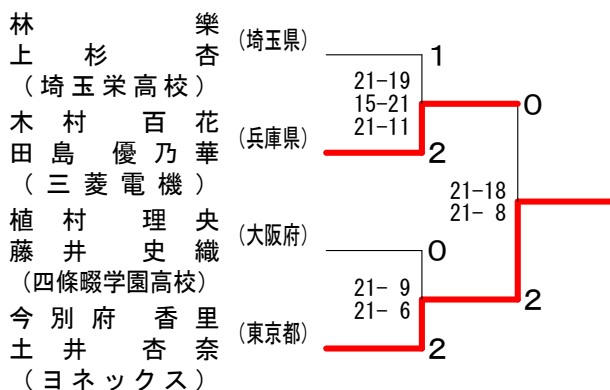 林 樂
上杉 杏
(埼玉栄高校)
(埼玉県)
木村 百花
田島 優乃華
(三菱電機)
(兵庫県)
植村 理央
藤井 史織
(四條畷学園高校)
(大阪府)
今別府 香里
土井 杏奈
(ヨネックス)
(東京都)
1
21-19
15-21
21-11
2
0
21- 9
21- 6
2
0
21-18
21- 8
2